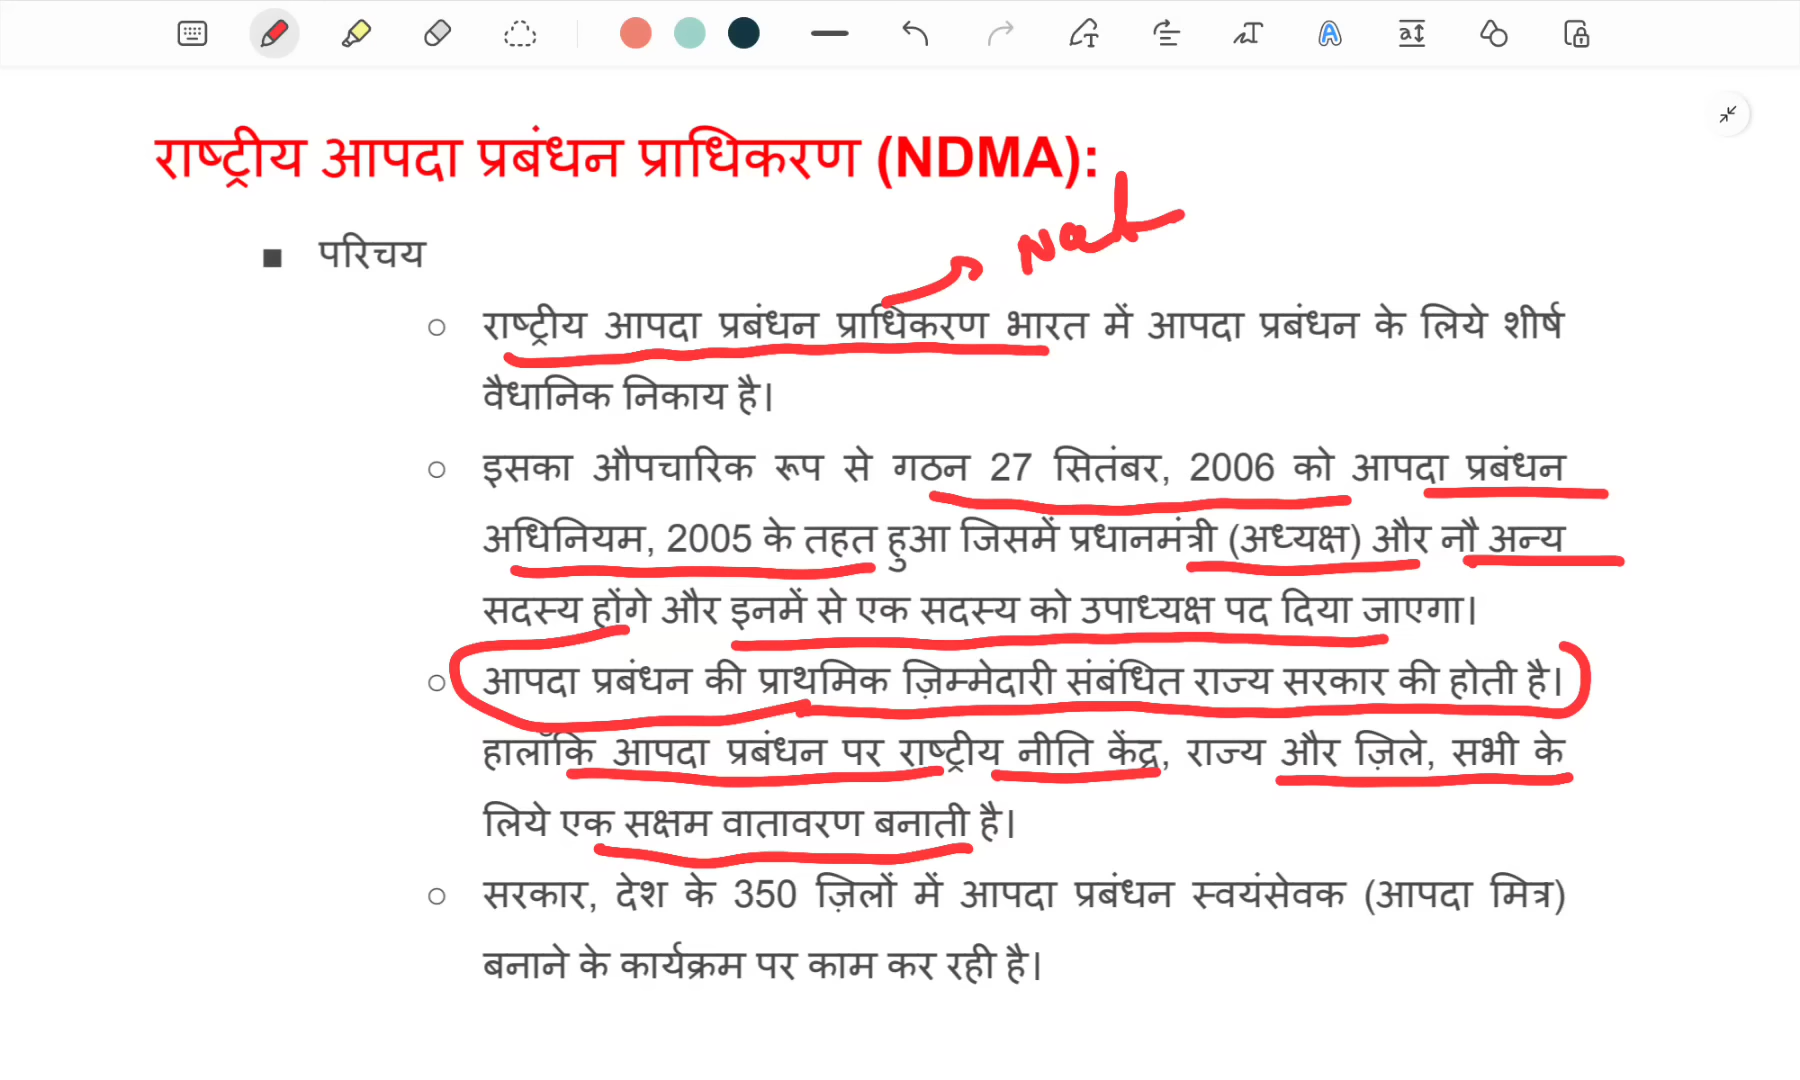 राष्ट्रीय आपदा प्रबंधन प्राधिकरण (NDMA):
Nat
■ परिचय
○ राष्ट्रीय आपदा प्रबंधन प्राधिकरण भारत में आपदा प्रबंधन के लिये शीर्ष
वैधानिक निकाय है।
○ इसका औपचारिक रूप से गठन 27 सितंबर, 2006 को आपदा प्रबंधन
अधिनियम, 2005 के तहत हुआ जिसमें प्रधानमंत्री (अध्यक्ष) और नौ अन्य
सदस्य होंगे और इनमें से एक सदस्य को उपाध्यक्ष पद दिया जाएगा।
○ आपदा प्रबंधन की प्राथमिक ज़िम्मेदारी संबंधित राज्य सरकार की होती है।
हालाँकि आपदा प्रबंधन पर राष्ट्रीय नीति केंद्र, राज्य और ज़िले, सभी के
लिये एक सक्षम वातावरण बनाती है।
○ सरकार, देश के 350 ज़िलों में आपदा प्रबंधन स्वयंसेवक (आपदा मित्र)
बनाने के कार्यक्रम पर काम कर रही है।